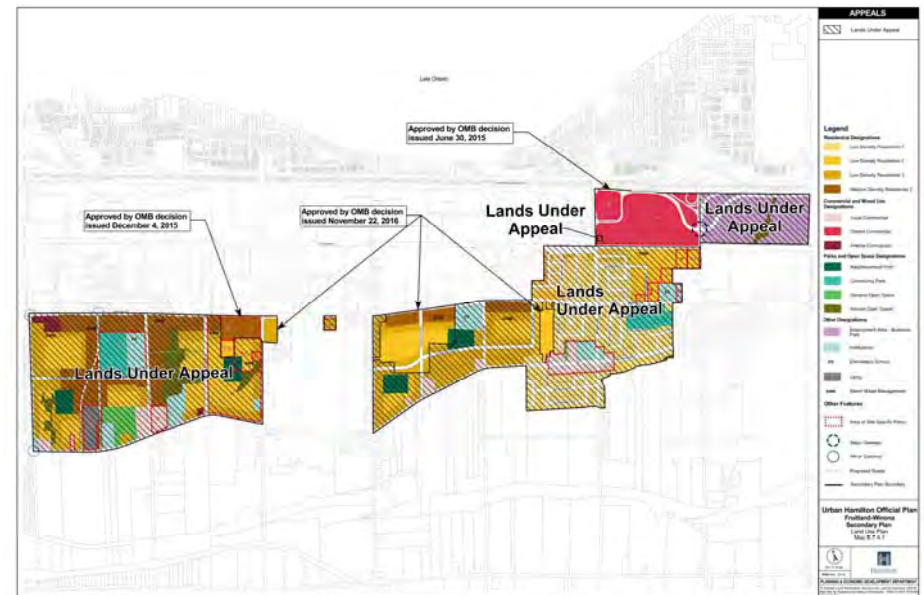 APPEALS
Lands Under Appeal
Lake Ontario
Approved by OMB decision
issued June 30, 2015
Approved by OMB decision
issued December 4, 2015
Approved by OMB decision
issued November 22, 2016
Lands Under
Appeal
Lands Under
Appeal
Lands
Under Appeal
Lands Under Appeal
Lands Under Appeal
Legend
Residential Designations
Low Density Residential
Low Density Residential 2
Low Density Residential 3
Medium Density Residential 2
Commercial and Mixed Use
Designations
Local Commercial
District Commercial
Arterial Commercial
Parks and Open Space Designations
Neighbourhood Park
Community Park
General Open Space
Natural Open Space
Other Designations
Employment Area - Business
Park
Institutional
Elementary School
Utility
Storm Water Management
Other Features
Area of Site Specific Policy
Major Gateway
Minor Gateway
Proposed Roads
Secondary Plan Boundary
Urban Hamilton Official Plan
Fruitland-Winona
Secondary Plan
Land Use Plan
Map B.7.4-1
Hamilton
PLANNING & ECONOMIC DEVELOPMENT DEPARTMENT